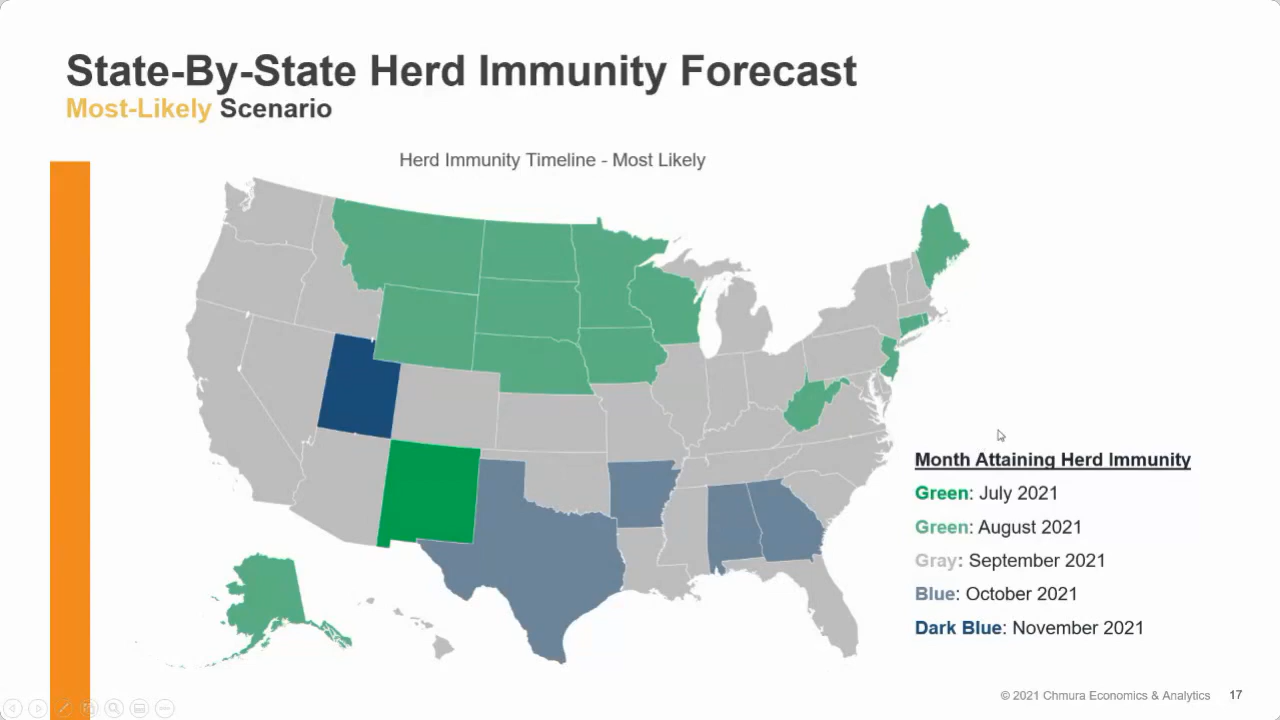 State-By-State Herd Immunity Forecast
Most-Likely Scenario
Herd Immunity Timeline - Most Likely
Month Attaining Herd Immunity
Green: July 2021
Green: August 2021
Gray: September 2021
Blue: October 2021
Dark Blue: November 2021
© 2021 Chmura Economics & Analytics 17